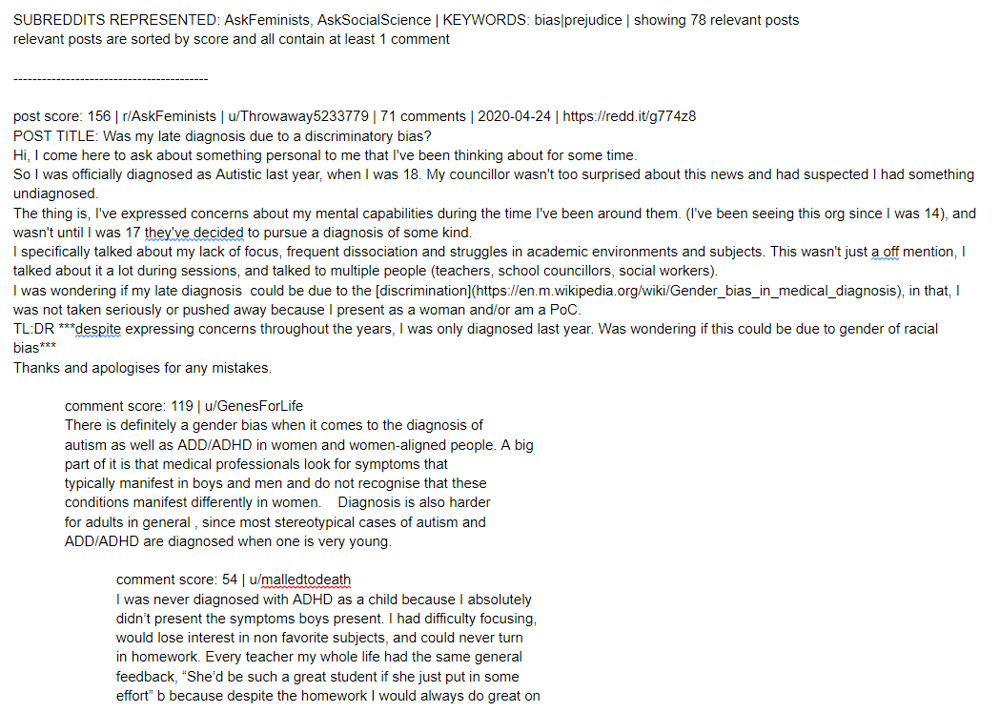 SUBREDDITS REPRESENTED: AskFeminists, AskSocialScience | KEYWORDS: bias|prejudice | showing 78 relevant posts
relevant posts are sorted by score and all contain at least 1 comment
-----------------------------------------
post score: 156 | r/AskFeminists | u/Throwaway5233779 | 71 comments | 2020-04-24 | https://redd.it/g774z8
POST TITLE: Was my late diagnosis due to a discriminatory bias?
Hi, I come here to ask about something personal to me that I've been thinking about for some time.
So I was officially diagnosed as Autistic last year, when I was 18. My councillor wasn't too surprised about this news and had suspected I had something
undiagnosed.
The thing is, I've expressed concerns about my mental capabilities during the time I've been around them. (I've been seeing this org since I was 14), and
wasn't until I was 17 they've decided to pursue a diagnosis of some kind.
I specifically talked about my lack of focus, frequent dissociation and struggles in academic environments and subjects. This wasn't just a off mention, I
talked about it a lot during sessions, and talked to multiple people (teachers, school councillors, social workers).
I was wondering if my late diagnosis  could be due to the [discrimination](https://en.m.wikipedia.org/wiki/Gender_bias_in_medical_diagnosis), in that, I
was not taken seriously or pushed away because I present as a woman and/or am a PoC.
TL:DR ***despite expressing concerns throughout the years, I was only diagnosed last year. Was wondering if this could be due to gender of racial
bias***
Thanks and apologises for any mistakes.
comment score: 119 | u/GenesForLife
There is definitely a gender bias when it comes to the diagnosis of
autism as well as ADD/ADHD in women and women-aligned people. A big
part of it is that medical professionals look for symptoms that
typically manifest in boys and men and do not recognise that these
conditions manifest differently in women.    Diagnosis is also harder
for adults in general , since most stereotypical cases of autism and
ADD/ADHD are diagnosed when one is very young.
comment score: 54 | u/malledtodeath
I was never diagnosed with ADHD as a child because I absolutely
didn’t present the symptoms boys present. I had difficulty focusing,
would lose interest in non favorite subjects, and could never turn
in homework. Every teacher my whole life had the same general
feedback, “She’d be such a great student if she just put in some
effort” b because despite the homework I would always do great on